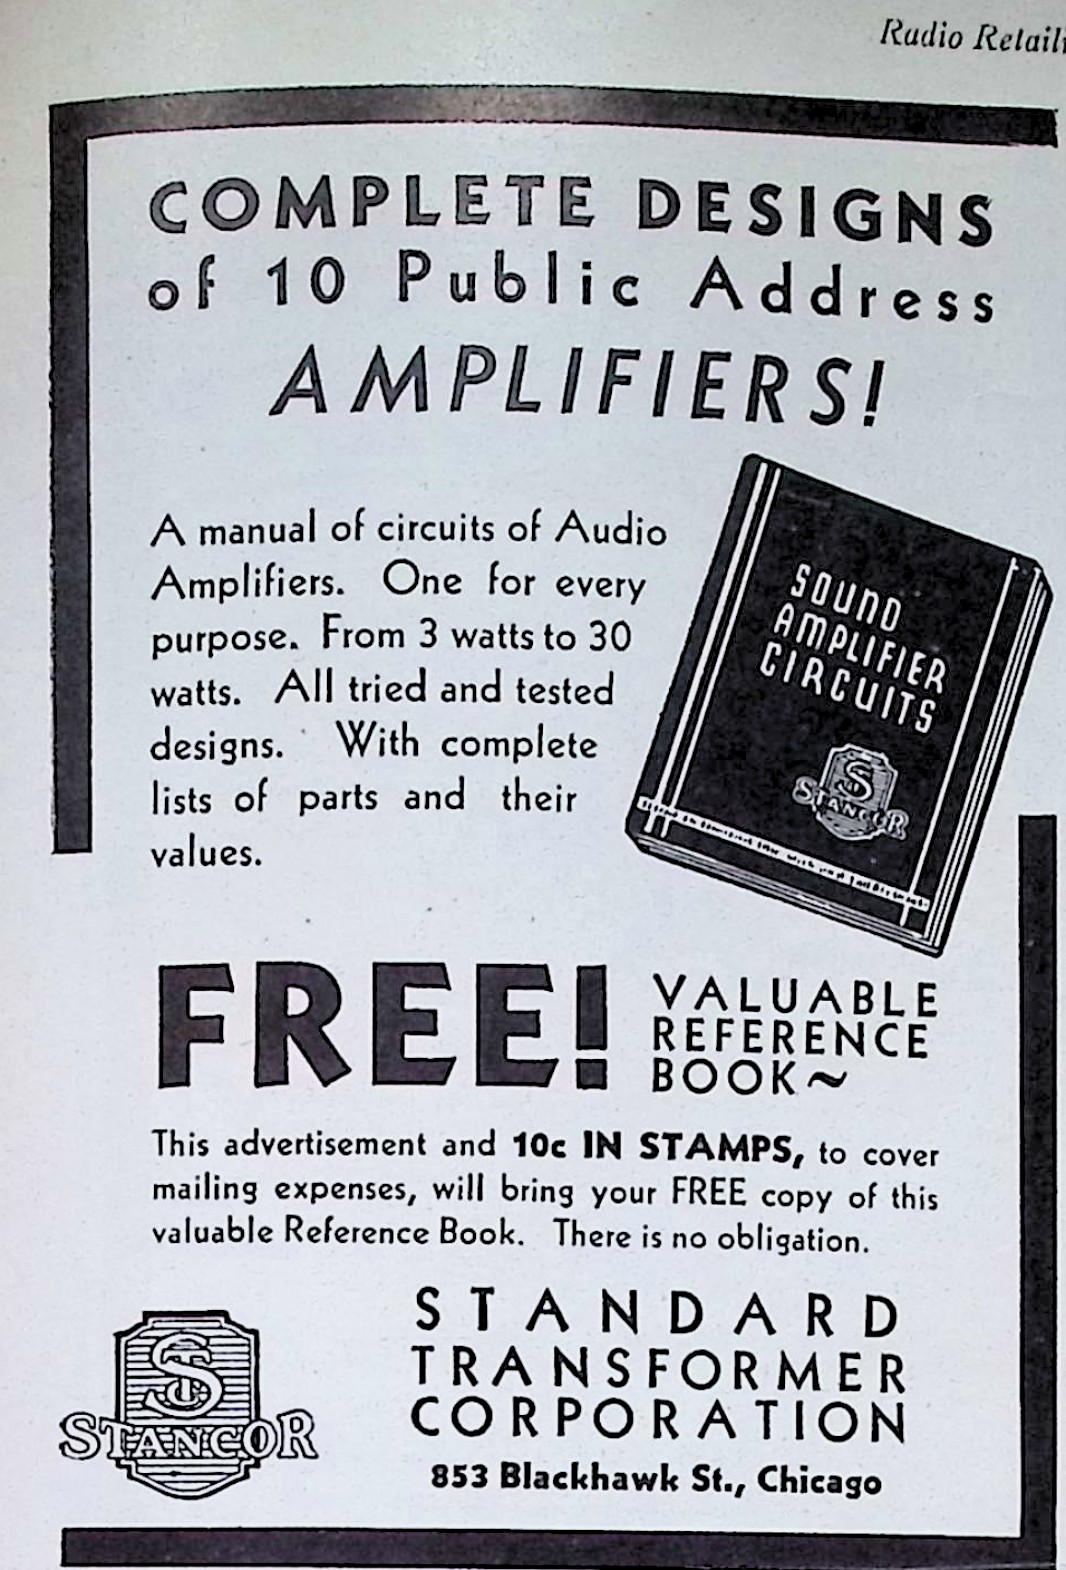 Radio Retaili
COMPLETE DESIGNS
of 10 Public Address
AMPLIFIERS!
A manual of circuits of Audio
Amplifiers. One for every
purpose. From 3 watts to 30
watts. All tried and tested
designs. With complete
lists of parts and their
values.
SOUND
AMPLIFIER
CIRCUITS
STANCOR
FREE!
VALUABLE
REFERENCE
BOOK~
This advertisement and 10c IN STAMPS, to cover
mailing expenses, will bring your FREE copy of this
valuable Reference Book. There is no obligation.
STANCOR
STANDARD
TRANSFORMER
CORPORATION
853 Blackhawk St., Chicago